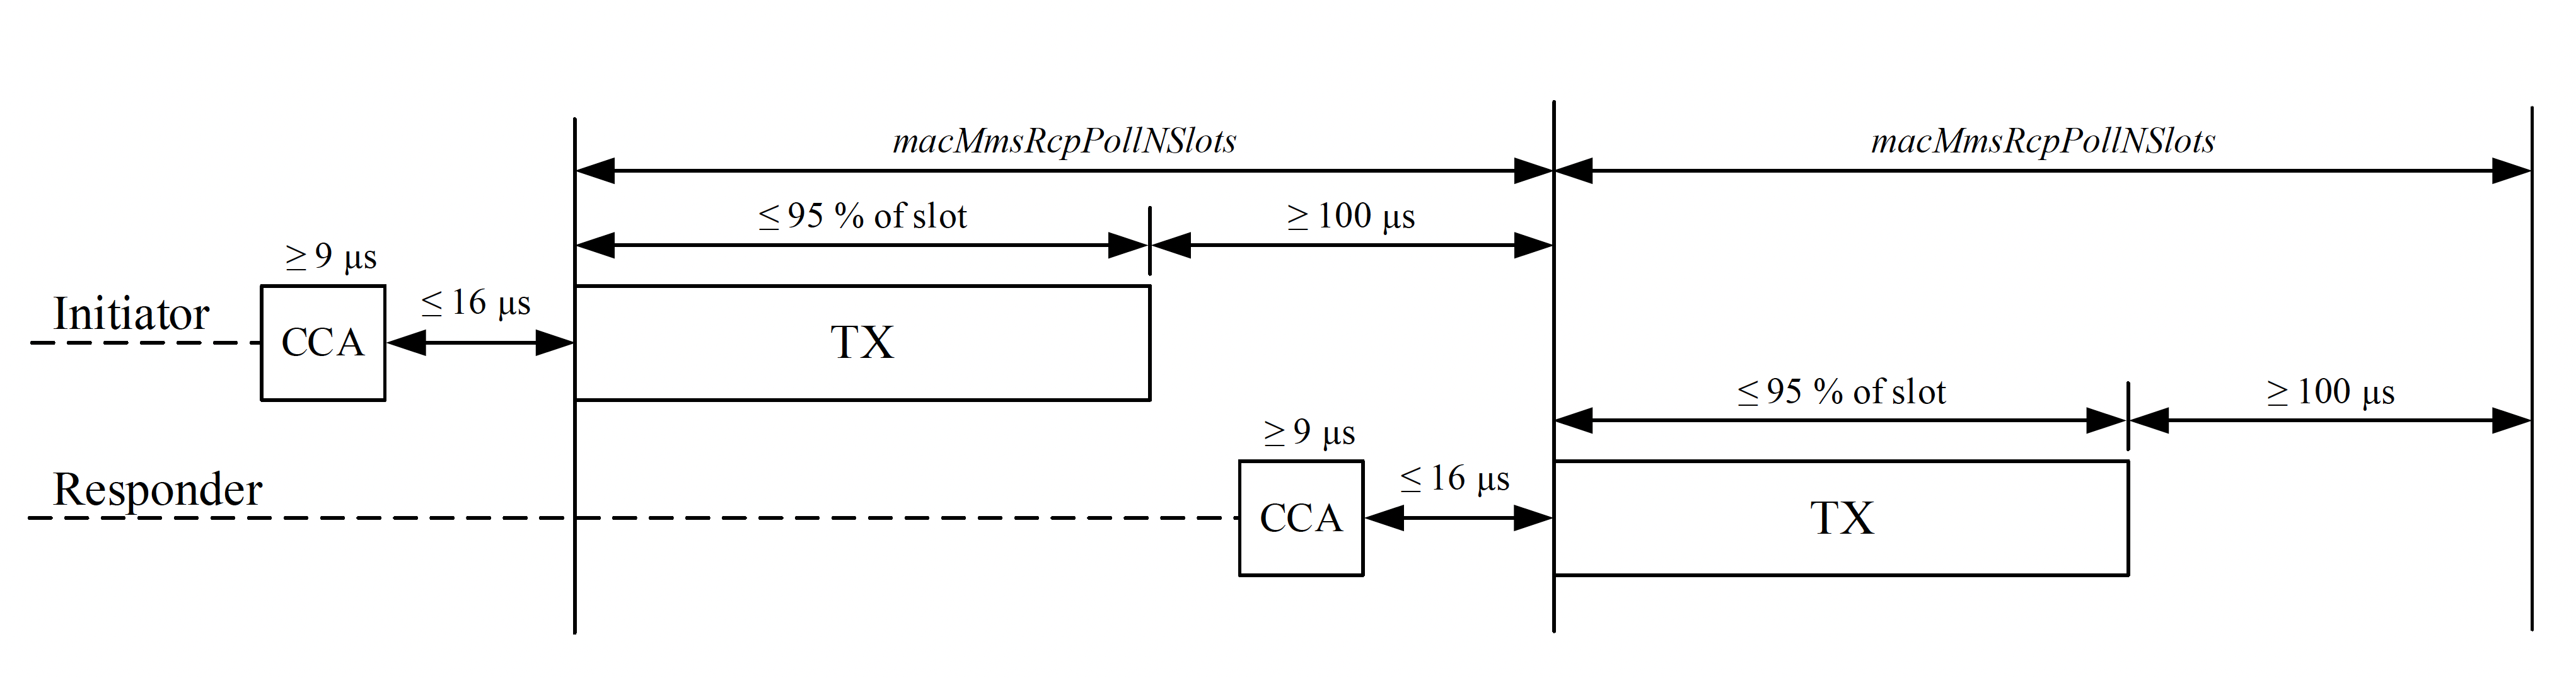 macMmsRcpPollNSlots macMmsRcpPollNSlots
≤ 95 % of slot ≥ 100 µs
≥ 9 µs
Initiator CCA ≤ 16 µs TX
≤ 95 % of slot ≥ 100 µs
≥ 9 µs
Responder CCA ≤ 16 µs TX